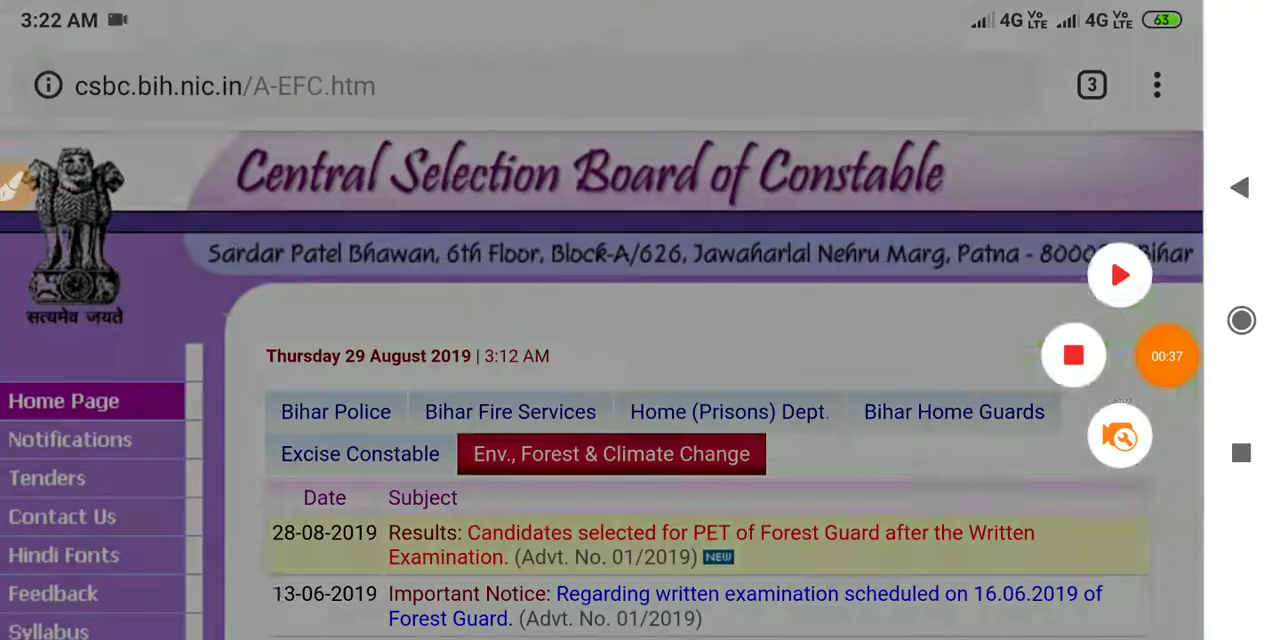 3:22 AM 4G Vo LTE 4G Vo LTE 63
csbc.bih.nic.in/A-EFC.htm 3
Central Selection Board of Constable
Sardar Patel Bhawan, 6th Floor, Block-A/626, Jawaharlal Nehru Marg, Patna - Bihar
सत्यमेव जयते
Thursday 29 August 2019 | 3:12 AM
00:37
Home Page
Notifications
Tenders
Contact Us
Hindi Fonts
Feedback
Syllabus
Bihar Police Bihar Fire Services Home (Prisons) Dept. Bihar Home Guards
Excise Constable Env., Forest & Climate Change
Date Subject
28-08-2019 Results: Candidates selected for PET of Forest Guard after the Written
Examination. (Advt. No. 01/2019) NEW
13-06-2019 Important Notice: Regarding written examination scheduled on 16.06.2019 of
Forest Guard. (Advt. No. 01/2019)